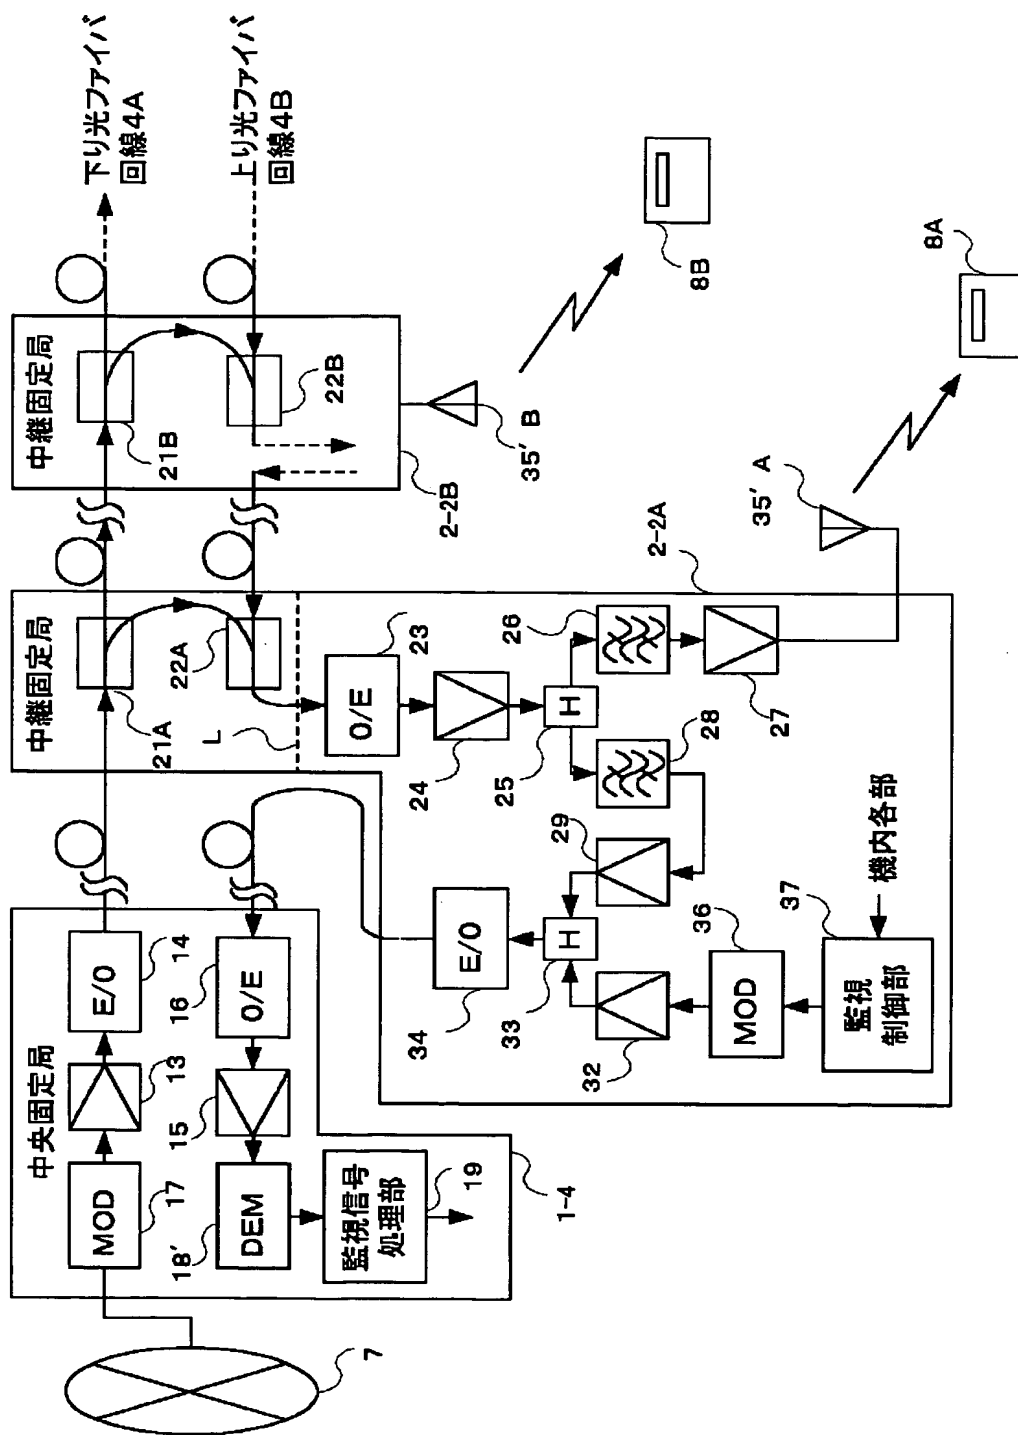 中央固定局
MOD
17
13
E/O
14
18'
DEM
15
16
O/E
監視信号
処理部
19
1-4
7
中継固定局
21A
22A
L
O/E
23
24
H
25
26
27
28
29
E/O
34
H
33
32
MOD
36
監視
制御部
37
機内各部
2-2A
35' A
8A
中継固定局
21B
22B
2-2B
35' B
8B
下り光ファイバ
回線4A
上り光ファイバ
回線4B